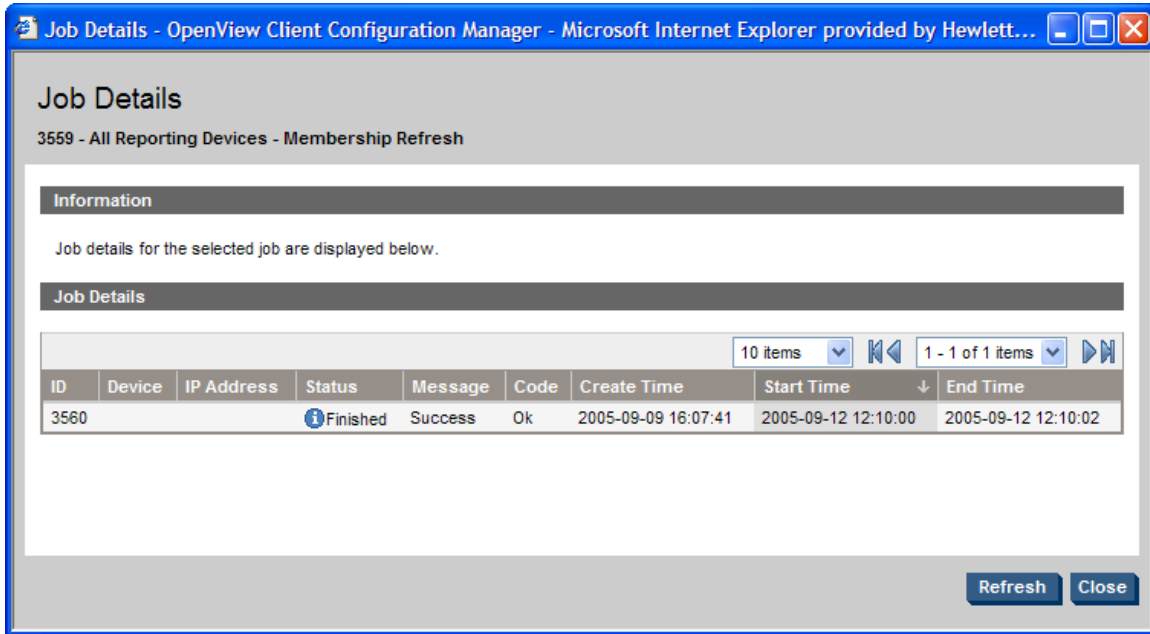 Job Details - OpenView Client Configuration Manager - Microsoft Internet Explorer provided by Hewlett...
Job Details
3559 - All Reporting Devices - Membership Refresh
Information
Job details for the selected job are displayed below.
Job Details
10 items 1 - 1 of 1 items
ID Device IP Address Status Message Code Create Time Start Time End Time
3560 Finished Success Ok 2005-09-09 16:07:41 2005-09-12 12:10:00 2005-09-12 12:10:02
Refresh Close